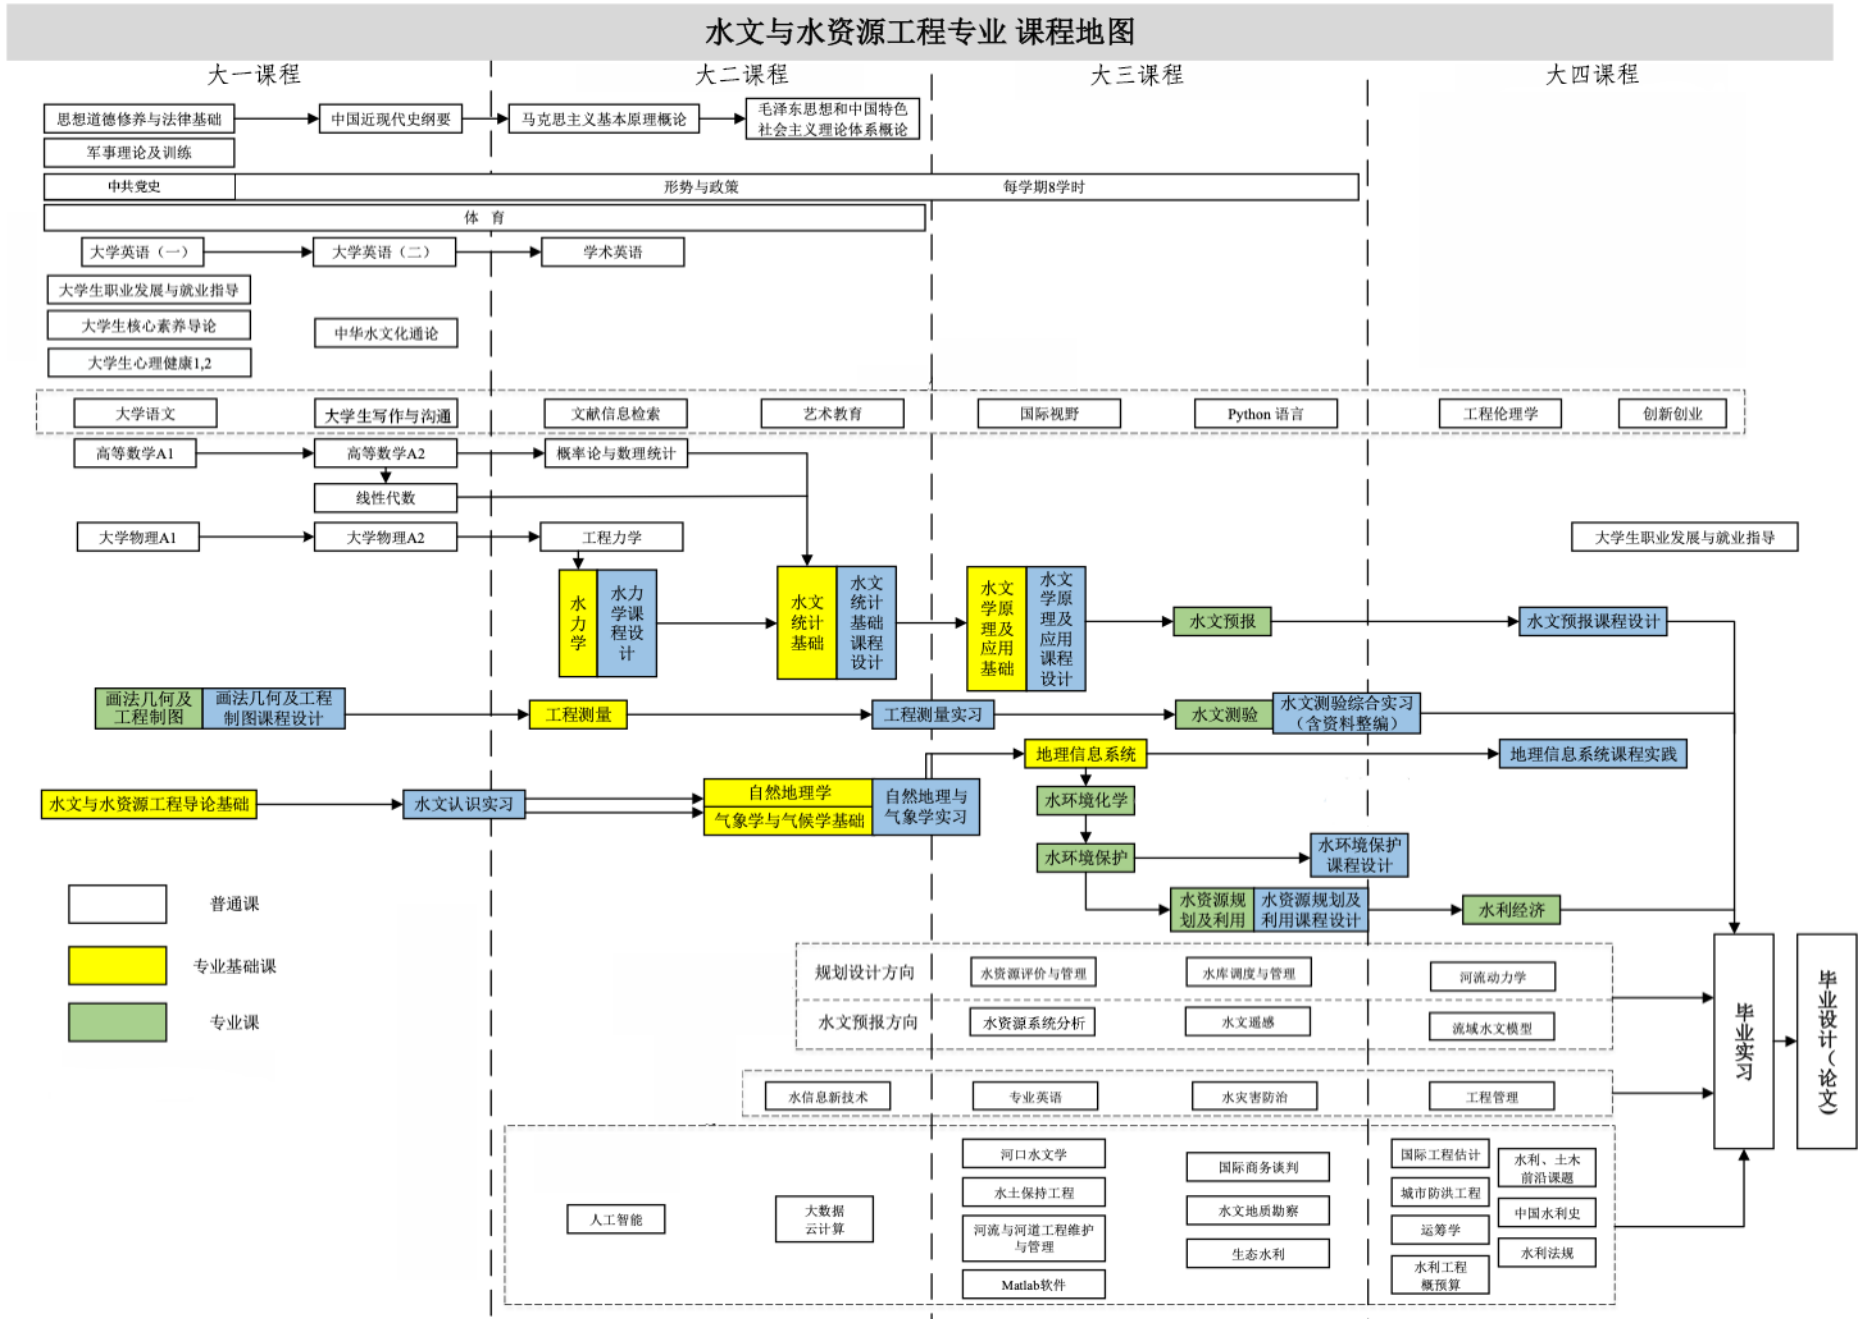 水文与水资源工程专业 课程地图
大一课程
大二课程
大三课程
大四课程
思想道德修养与法律基础
中国近现代史纲要
马克思主义基本原理概论
毛泽东思想和中国特色
社会主义理论体系概论
军事理论及训练
中共党史
形势与政策
每学期8学时
体 育
大学英语（一）
大学英语（二）
学术英语
大学生职业发展与就业指导
大学生核心素养导论
中华水文化通论
大学生心理健康1,2
大学语文
大学生写作与沟通
文献信息检索
艺术教育
国际视野
Python 语言
工程伦理学
创新创业
高等数学A1
高等数学A2
概率论与数理统计
线性代数
大学物理A1
大学物理A2
工程力学
大学生职业发展与就业指导
水
力
学
水力
学课
程设
计
水文
统计
基础
水文
统计
基础
课程
设计
水文
学原
理及
应用
基础
水文
学原
理及
应用
课程
设计
水文预报
水文预报课程设计
画法几何及
工程制图
画法几何及工程
制图课程设计
工程测量
工程测量实习
水文测验
水文测验综合实习
（含资料整编）
地理信息系统
地理信息系统课程实践
水文与水资源工程导论基础
水文认识实习
自然地理学
气象学与气候学基础
自然地理与
气象学实习
水环境化学
水环境保护
水环境保护
课程设计
水资源规
划及利用
水资源规划及
利用课程设计
水利经济
普通课
专业基础课
专业课
规划设计方向
水资源评价与管理
水库调度与管理
河流动力学
水文预报方向
水资源系统分析
水文遥感
流域水文模型
毕业实习
毕业设计（论文）
水信息新技术
专业英语
水灾害防治
工程管理
人工智能
大数据
云计算
河口水文学
水土保持工程
河流与河道工程维护
与管理
Matlab软件
国际商务谈判
水文地质勘察
生态水利
国际工程估计
城市防洪工程
运筹学
水利工程
概预算
水利、土木
前沿课题
中国水利史
水利法规